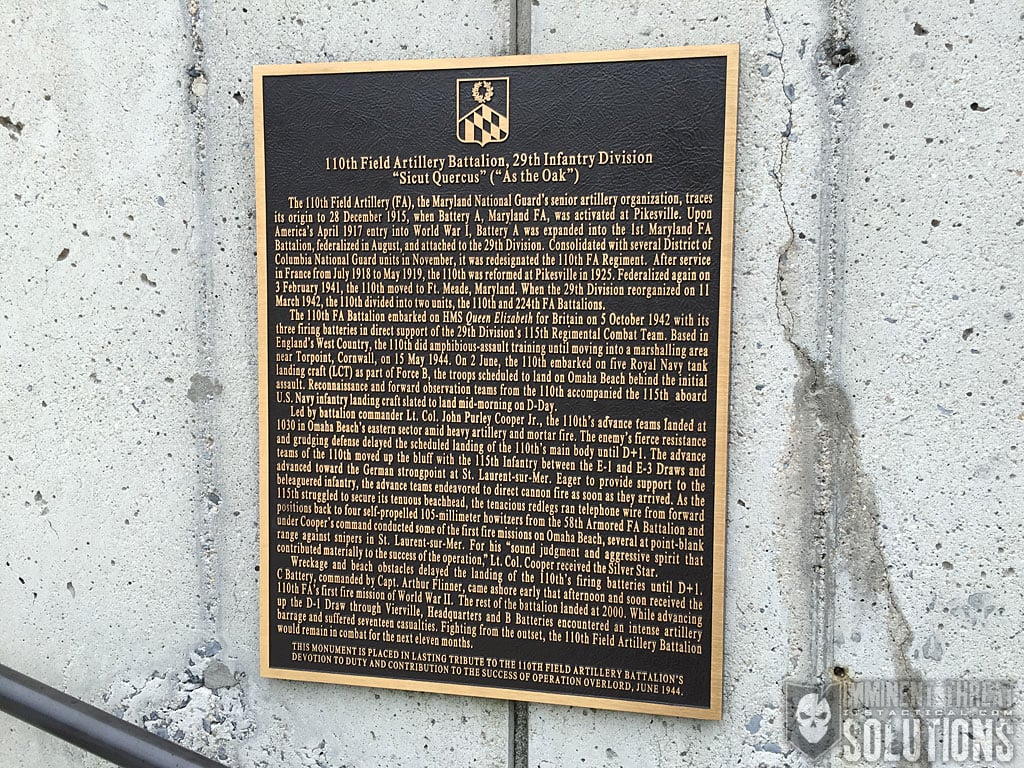 110th Field Artillery Battalion, 29th Infantry Division
"Sicut Quercus" ("As the Oak")
The 110th Field Artillery (FA), the Maryland National Guard's senior artillery organization, traces
its origin to 28 December 1915, when Battery A, Maryland FA, was activated at Pikesville. Upon
America's April 1917 entry into World War I, Battery A was expanded into the 1st Maryland FA
Battalion, federalized in August, and attached to the 29th Division. Consolidated with several District of
Columbia National Guard units in November, it was redesignated the 110th FA Regiment. After service
in France from July 1918 to May 1919, the 110th was reformed at Pikesville in 1925. Federalized again on
3 February 1941, the 110th moved to Ft. Meade, Maryland. When the 29th Division reorganized on 11
March 1942, the 110th divided into two units, the 110th and 224th FA Battalions.
The 110th FA Battalion embarked on HMS Queen Elizabeth for Britain on 5 October 1942 with its
three firing batteries in direct support of the 29th Division's 115th Regimental Combat Team. Based in
England's West Country, the 110th did amphibious-assault training until moving into a marshalling area
near Torpoint, Cornwall, on 15 May 1944. On 2 June, the 110th embarked on five Royal Navy tank
landing craft (LCT) as part of Force B, the troops scheduled to land on Omaha Beach behind the initial
assault. Reconnaissance and forward observation teams from the 110th accompanied the 115th aboard
U.S. Navy infantry landing craft slated to land mid-morning on D-Day.
Led by battalion commander Lt. Col. John Purley Cooper Jr., the 110th's advance teams landed at
1030 in Omaha Beach's eastern sector amid heavy artillery and mortar fire. The enemy's fierce resistance
and grudging defense delayed the scheduled landing of the 110th's main body until D+1. The advance
teams of the 110th moved up the bluff with the 115th Infantry between the E-1 and E-3 Draws and
advanced toward the German strongpoint at St. Laurent-sur-Mer. Eager to provide support to the
beleaguered infantry, the advance teams endeavored to direct cannon fire as soon as they arrived. As the
115th struggled to secure its tenuous beachhead, the tenacious redlegs ran telephone wire from forward
positions back to four self-propelled 105-millimeter howitzers from the 58th Armored FA Battalion and
under Cooper's command conducted some of the first fire missions on Omaha Beach, several at point-blank
range against snipers in St. Laurent-sur-Mer. For his "sound judgment and aggressive spirit that
contributed materially to the success of the operation," Lt. Col. Cooper received the Silver Star.
Wreckage and beach obstacles delayed the landing of the 110th's firing batteries until D+1.
C Battery, commanded by Capt. Arthur Flinner, came ashore early that afternoon and soon received the
110th FA's first fire mission of World War II. The rest of the battalion landed at 2000. While advancing
up the D-1 Draw through Vierville, Headquarters and B Batteries encountered an intense artillery
barrage and suffered seventeen casualties. Fighting from the outset, the 110th Field Artillery Battalion
would remain in combat for the next eleven months.
THIS MONUMENT IS PLACED IN LASTING TRIBUTE TO THE 110TH FIELD ARTILLERY BATTALION'S
DEVOTION TO DUTY AND CONTRIBUTION TO THE SUCCESS OF OPERATION OVERLORD, JUNE 1944.
IMMINENT THREAT
ITSTACTICAL.COM
SOLUTIONS